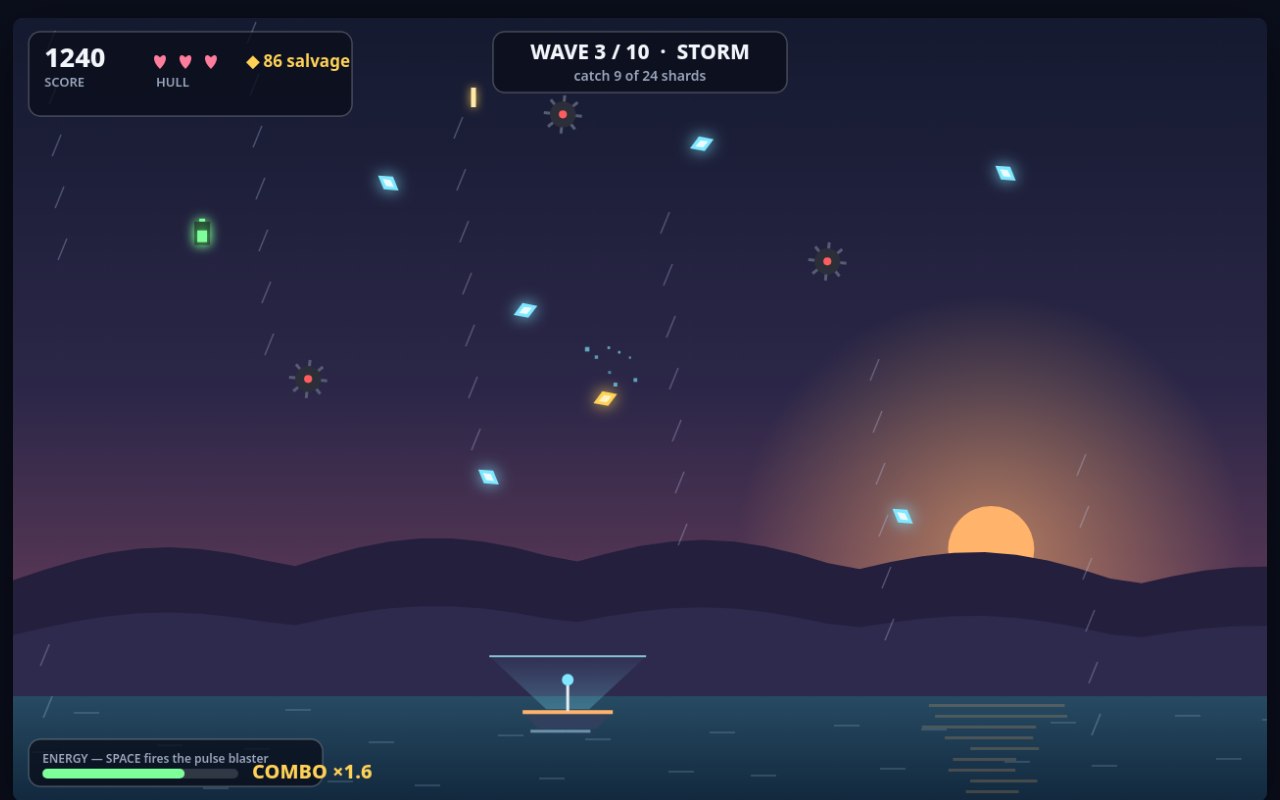 1240
SCORE
HULL
◆ 86 salvage
WAVE 3 / 10 · STORM
catch 9 of 24 shards
ENERGY — SPACE fires the pulse blaster
COMBO ×1.6